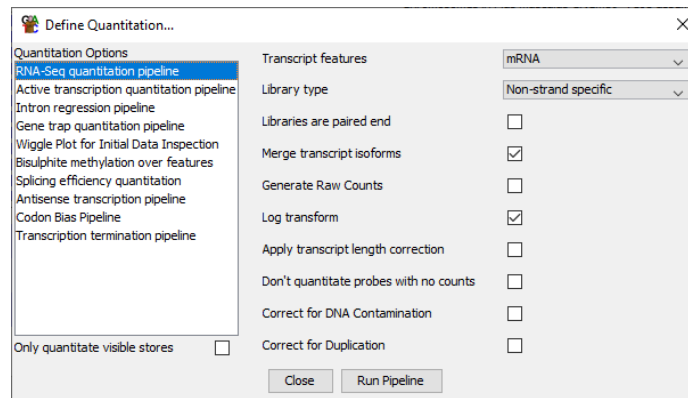 Define Quantitation...
Quantitation Options
RNA-Seq quantitation pipeline
Active transcription quantitation pipeline
Intron regression pipeline
Gene trap quantitation pipeline
Wiggle Plot for Initial Data Inspection
Bisulphite methylation over features
Splicing efficiency quantitation
Antisense transcription pipeline
Codon Bias Pipeline
Transcription termination pipeline
Only quantitate visible stores
Transcript features mRNA
Library type Non-strand specific
Libraries are paired end
Merge transcript isoforms
Generate Raw Counts
Log transform
Apply transcript length correction
Don't quantitate probes with no counts
Correct for DNA Contamination
Correct for Duplication
Close Run Pipeline